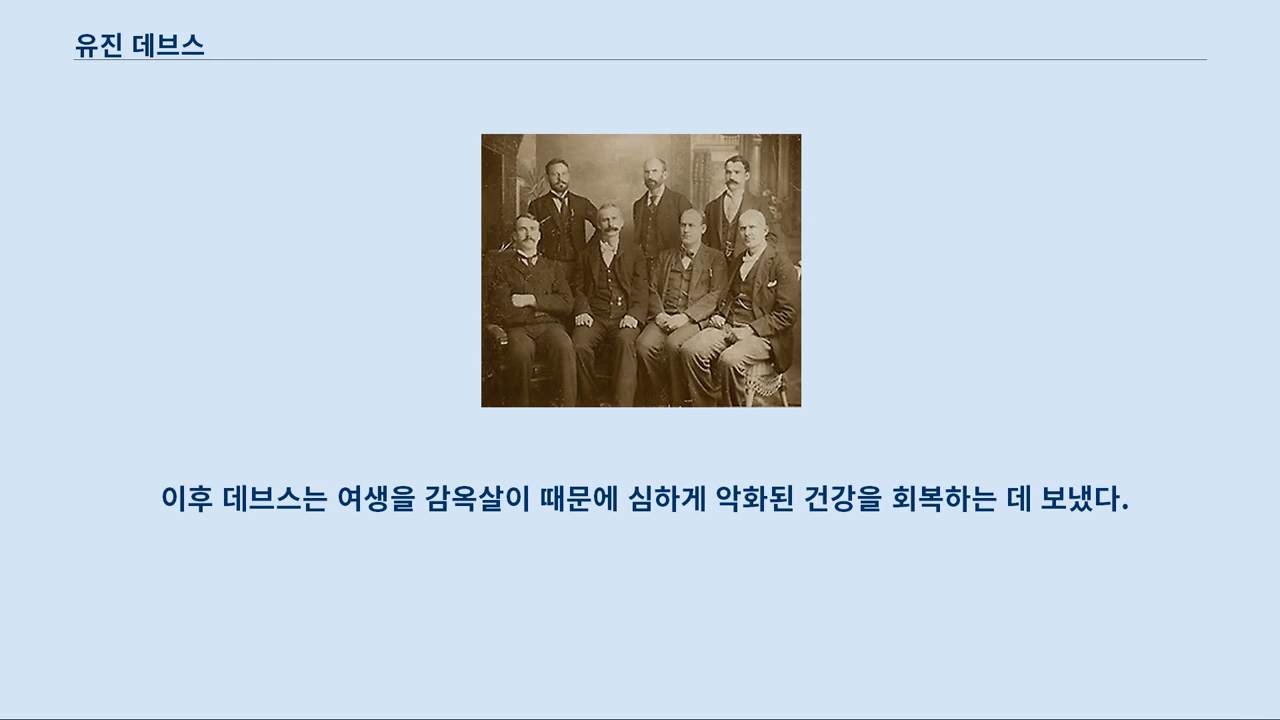 유진 데브스
이후 데브스는 여생을 감옥살이 때문에 심하게 악화된 건강을 회복하는 데 보냈다.